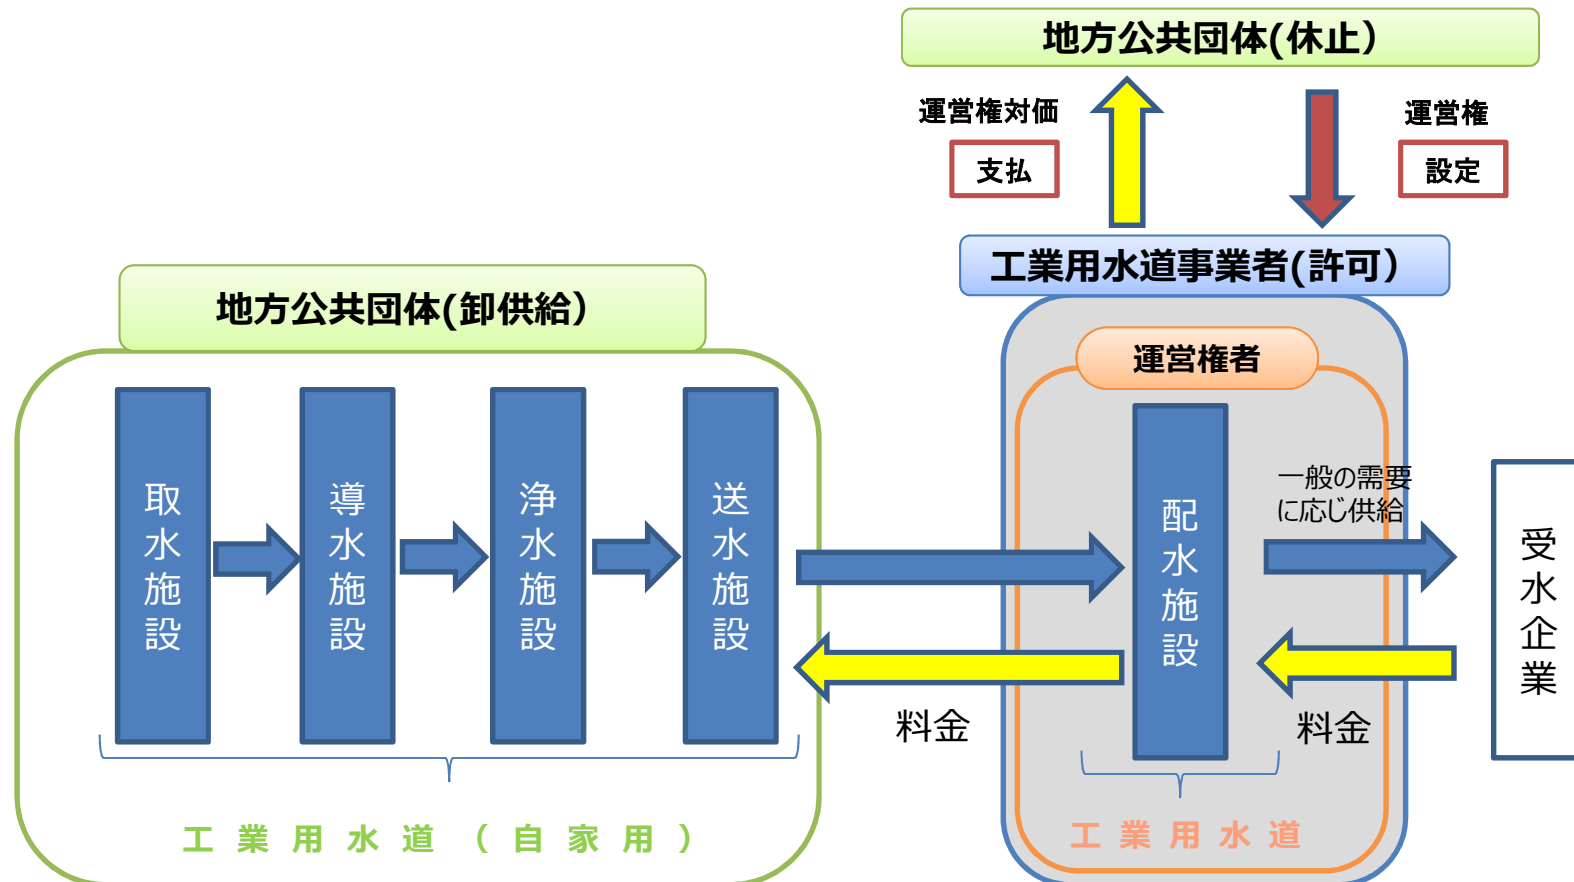 地方公共団体(休止）
運営権対価
支払
運営権
設定
工業用水道事業者(許可）
地方公共団体(卸供給）
運営権者
取水施設
導水施設
浄水施設
送水施設
配水施設
一般の需要
に応じ供給
受水企業
料金
料金
工業用水道（自家用）
工業用水道